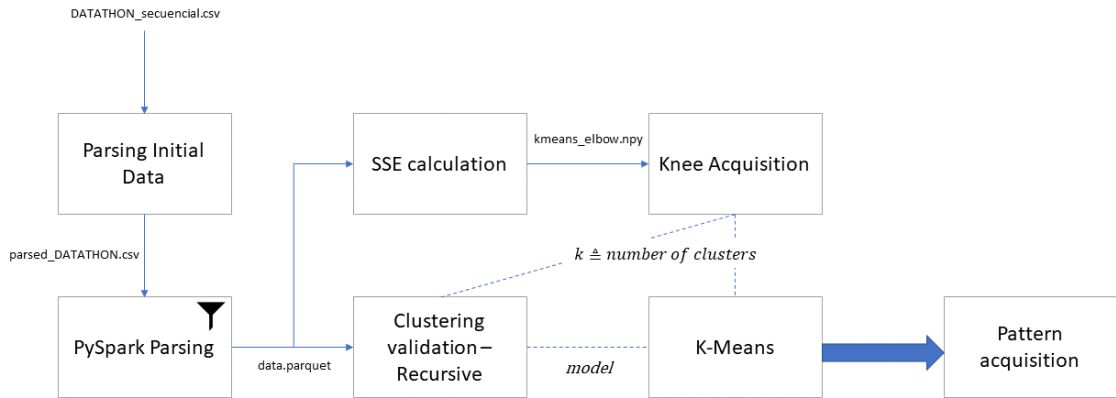 DATATHON_secuencial.csv
Parsing Initial
Data
SSE calculation
kmeans_elbow.npy
Knee Acquisition
parsed_DATATHON.csv
k ≜ number of clusters
PySpark Parsing
data.parquet
Clustering
validation –
Recursive
model
K-Means
Pattern
acquisition